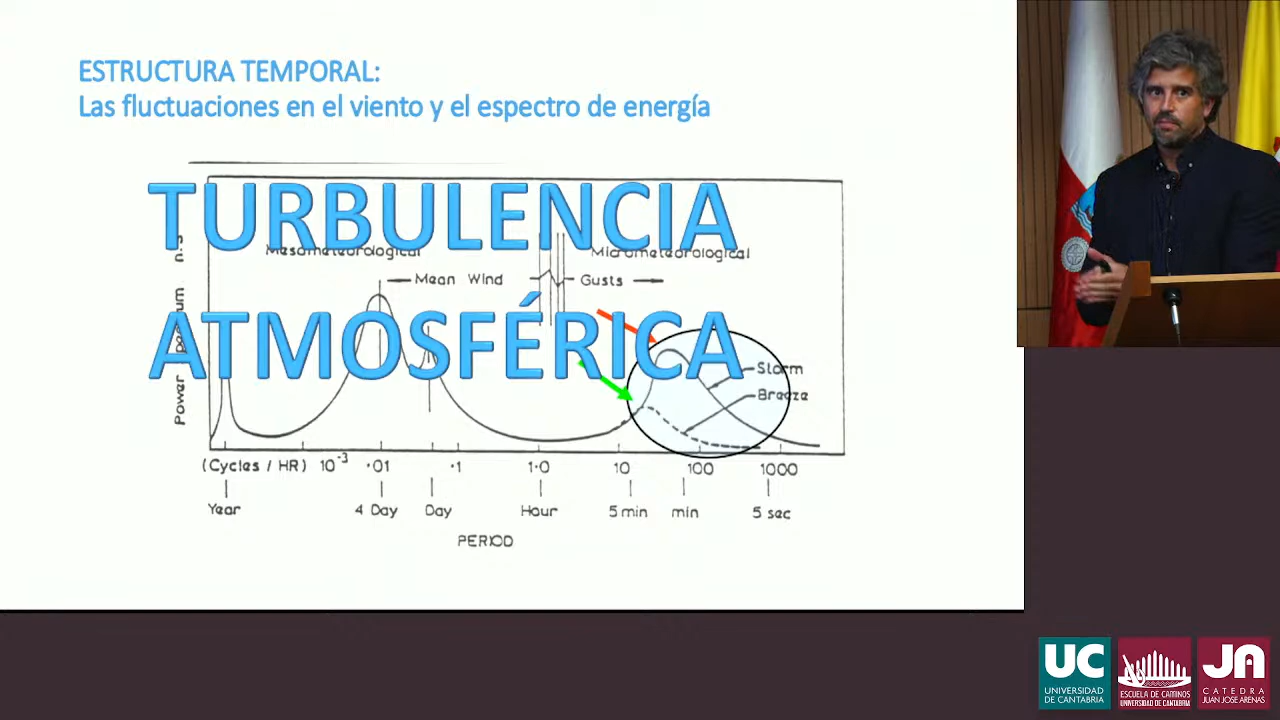 ESTRUCTURA TEMPORAL:
Las fluctuaciones en el viento y el espectro de energía
TURBULENCIA
Mesometeorological
Micrometeorological
Mean Wind
Gusts
ATMOSFÉRICA
Power
Storm
Breeze
(Cycles / HR) 10⁻³ ·01 ·1 1·0 10 100 1000
Year 4 Day Day Hour 5 min min 5 sec
PERIOD
UC
UNIVERSIDAD
DE CANTABRIA
ESCUELA DE CAMINOS
UNIVERSIDAD DE CANTABRIA
JA
CATEDRA
JUAN JOSE ARENAS